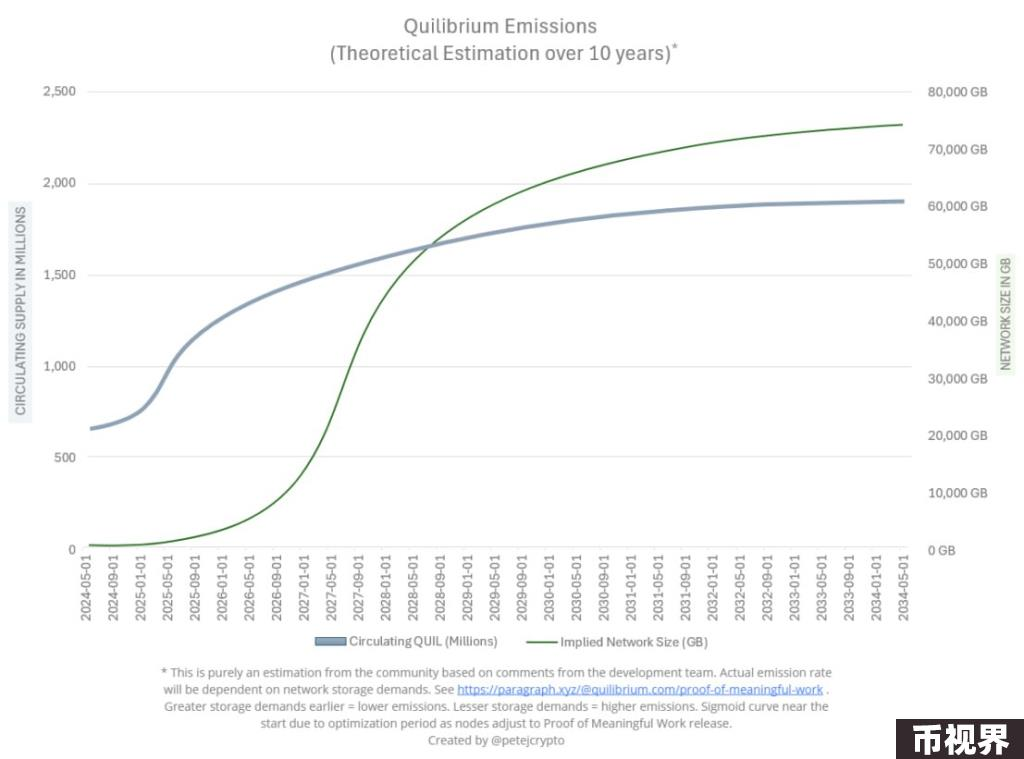 Quilibrium Emissions
(Theoretical Estimation over 10 years)*
2,500
2,000
1,500
1,000
500
0
CIRCULATING SUPPLY IN MILLIONS
80,000 GB
70,000 GB
60,000 GB
50,000 GB
40,000 GB
30,000 GB
20,000 GB
10,000 GB
0 GB
NETWORK SIZE IN GB
2024-05-01
2024-09-01
2025-01-01
2025-05-01
2025-09-01
2026-01-01
2026-05-01
2026-09-01
2027-01-01
2027-05-01
2027-09-01
2028-01-01
2028-05-01
2028-09-01
2029-01-01
2029-05-01
2029-09-01
2030-01-01
2030-05-01
2030-09-01
2031-01-01
2031-05-01
2031-09-01
2032-01-01
2032-05-01
2032-09-01
2033-01-01
2033-05-01
2033-09-01
2034-01-01
2034-05-01
Circulating QUIL (Millions)
Implied Network Size (GB)
* This is purely an estimation from the community based on comments from the development team. Actual emission rate
will be dependent on network storage demands. See https://paragraph.xyz/@quilibrium.com/proof-of-meaningful-work .
Greater storage demands earlier = lower emissions. Lesser storage demands = higher emissions. Sigmoid curve near the
start due to optimization period as nodes adjust to Proof of Meaningful Work release.
Created by @petejcrypto
币视界